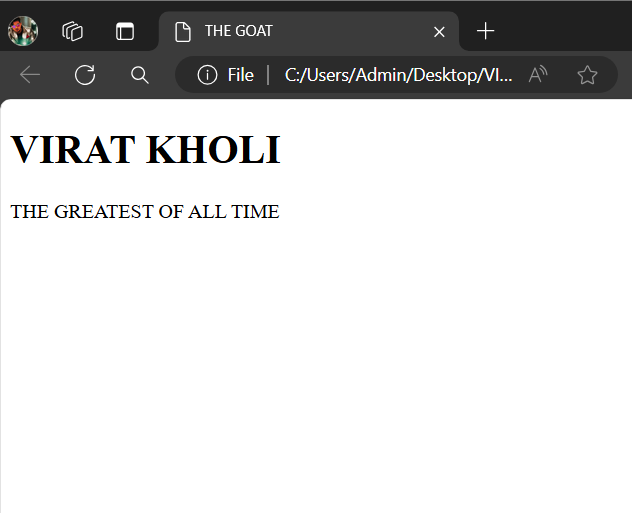 THE GOAT
File | C:/Users/Admin/Desktop/VI...
VIRAT KHOLI
THE GREATEST OF ALL TIME